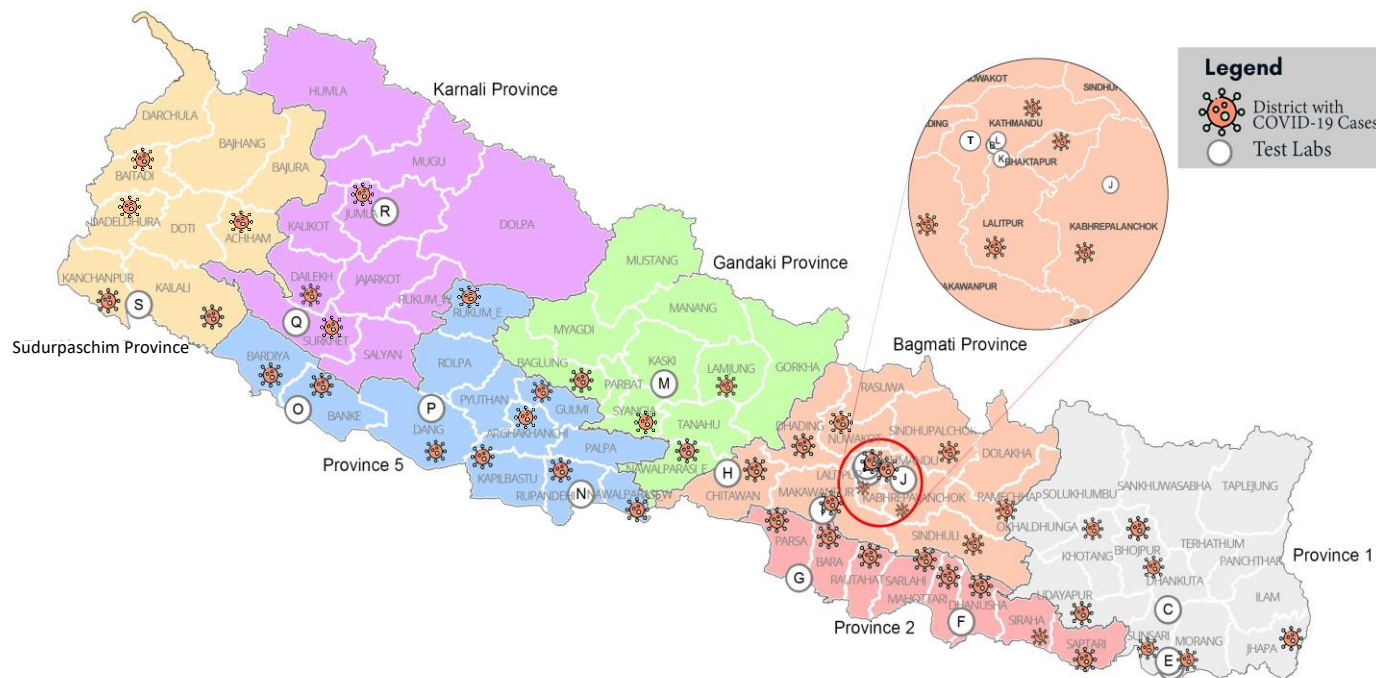 Legend
District with
COVID-19 Cases
Test Labs
Karnali Province
Gandaki Province
Bagmati Province
Sudurpaschim Province
Province 5
Province 2
Province 1
DARCHULA
BAJHANG
BAJURA
BAITADI
DADELDHURA
DOTI
ACHHAM
KANCHANPUR
KAILALI
S
HUMLA
MUGU
JUMLA
R
KALIKOT
DOLPA
DAILEKH
JAJARKOT
RUKUM_W
Q
SURKHET
SALYAN
RUKUM_E
BARDIYA
ROLPA
O
BANKE
P
DANG
PYUTHAN
GULMI
ARGHAKHANCHI
PALPA
KAPILBASTU
RUPANDEHI
N
NAWALPARASI_W
MUSTANG
MANANG
MYAGDI
KASKI
M
LAMJUNG
GORKHA
BAGLUNG
PARBAT
SYANGJA
TANAHU
NAWALPARASI_E
H
CHITAWAN
RASUWA
DHADING
NUWAKOT
SINDHUPALCHOK
DOLAKHA
LALITPUR
J
MAKAWANPUR
KABHREPALANCHOK
RAMECHHAP
SINDHULI
PARSA
BARA
G
RAUTAHAT
SARLAHI
MAHOTTARI
DHANUSHA
F
SIRAHA
SAPTARI
SOLUKHUMBU
SANKHUWASABHA
TAPLEJUNG
OKHALDHUNGA
KHOTANG
BHOJPUR
TERHATHUM
PANCHTHAR
DHANKUTA
UDAYAPUR
C
ILAM
SUNSARI
MORANG
E
JHAPA
KATHMANDU
T
L
B
K
BHAKTAPUR
J
LALITPUR
KABHREPALANCHOK